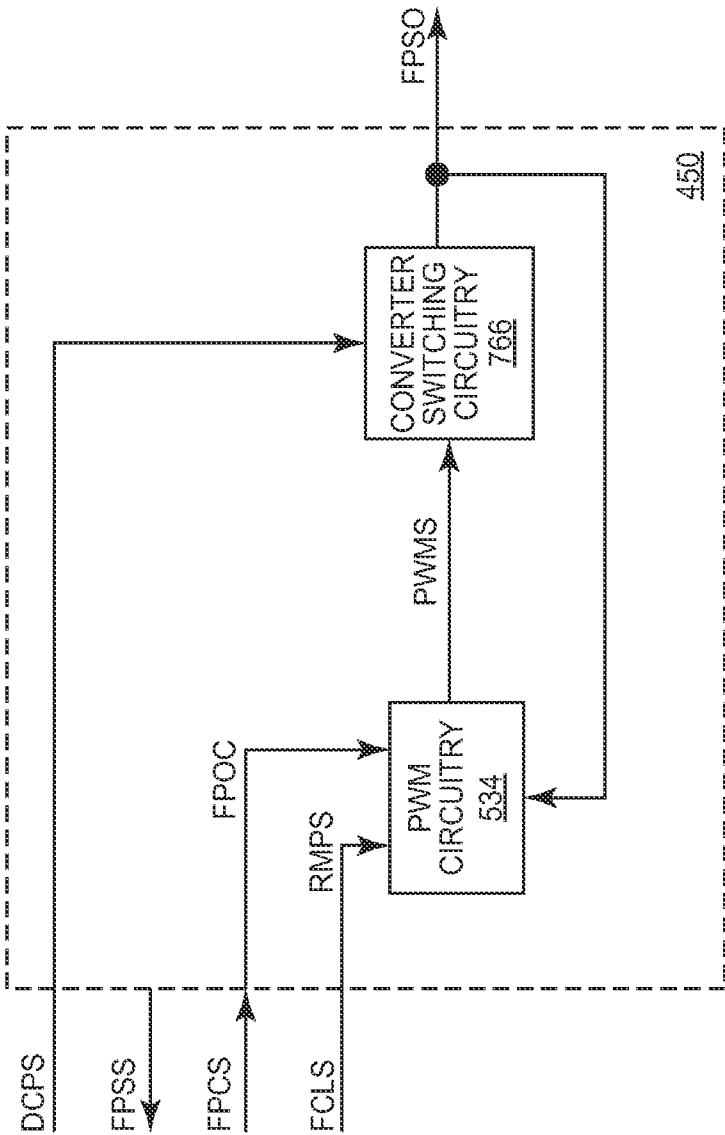 DCPS
FPSS
FPCS
FCLS
FPOC
RMPS
PWM
CIRCUITRY
534
PWMS
CONVERTER
SWITCHING
CIRCUITRY
766
FPSO
450